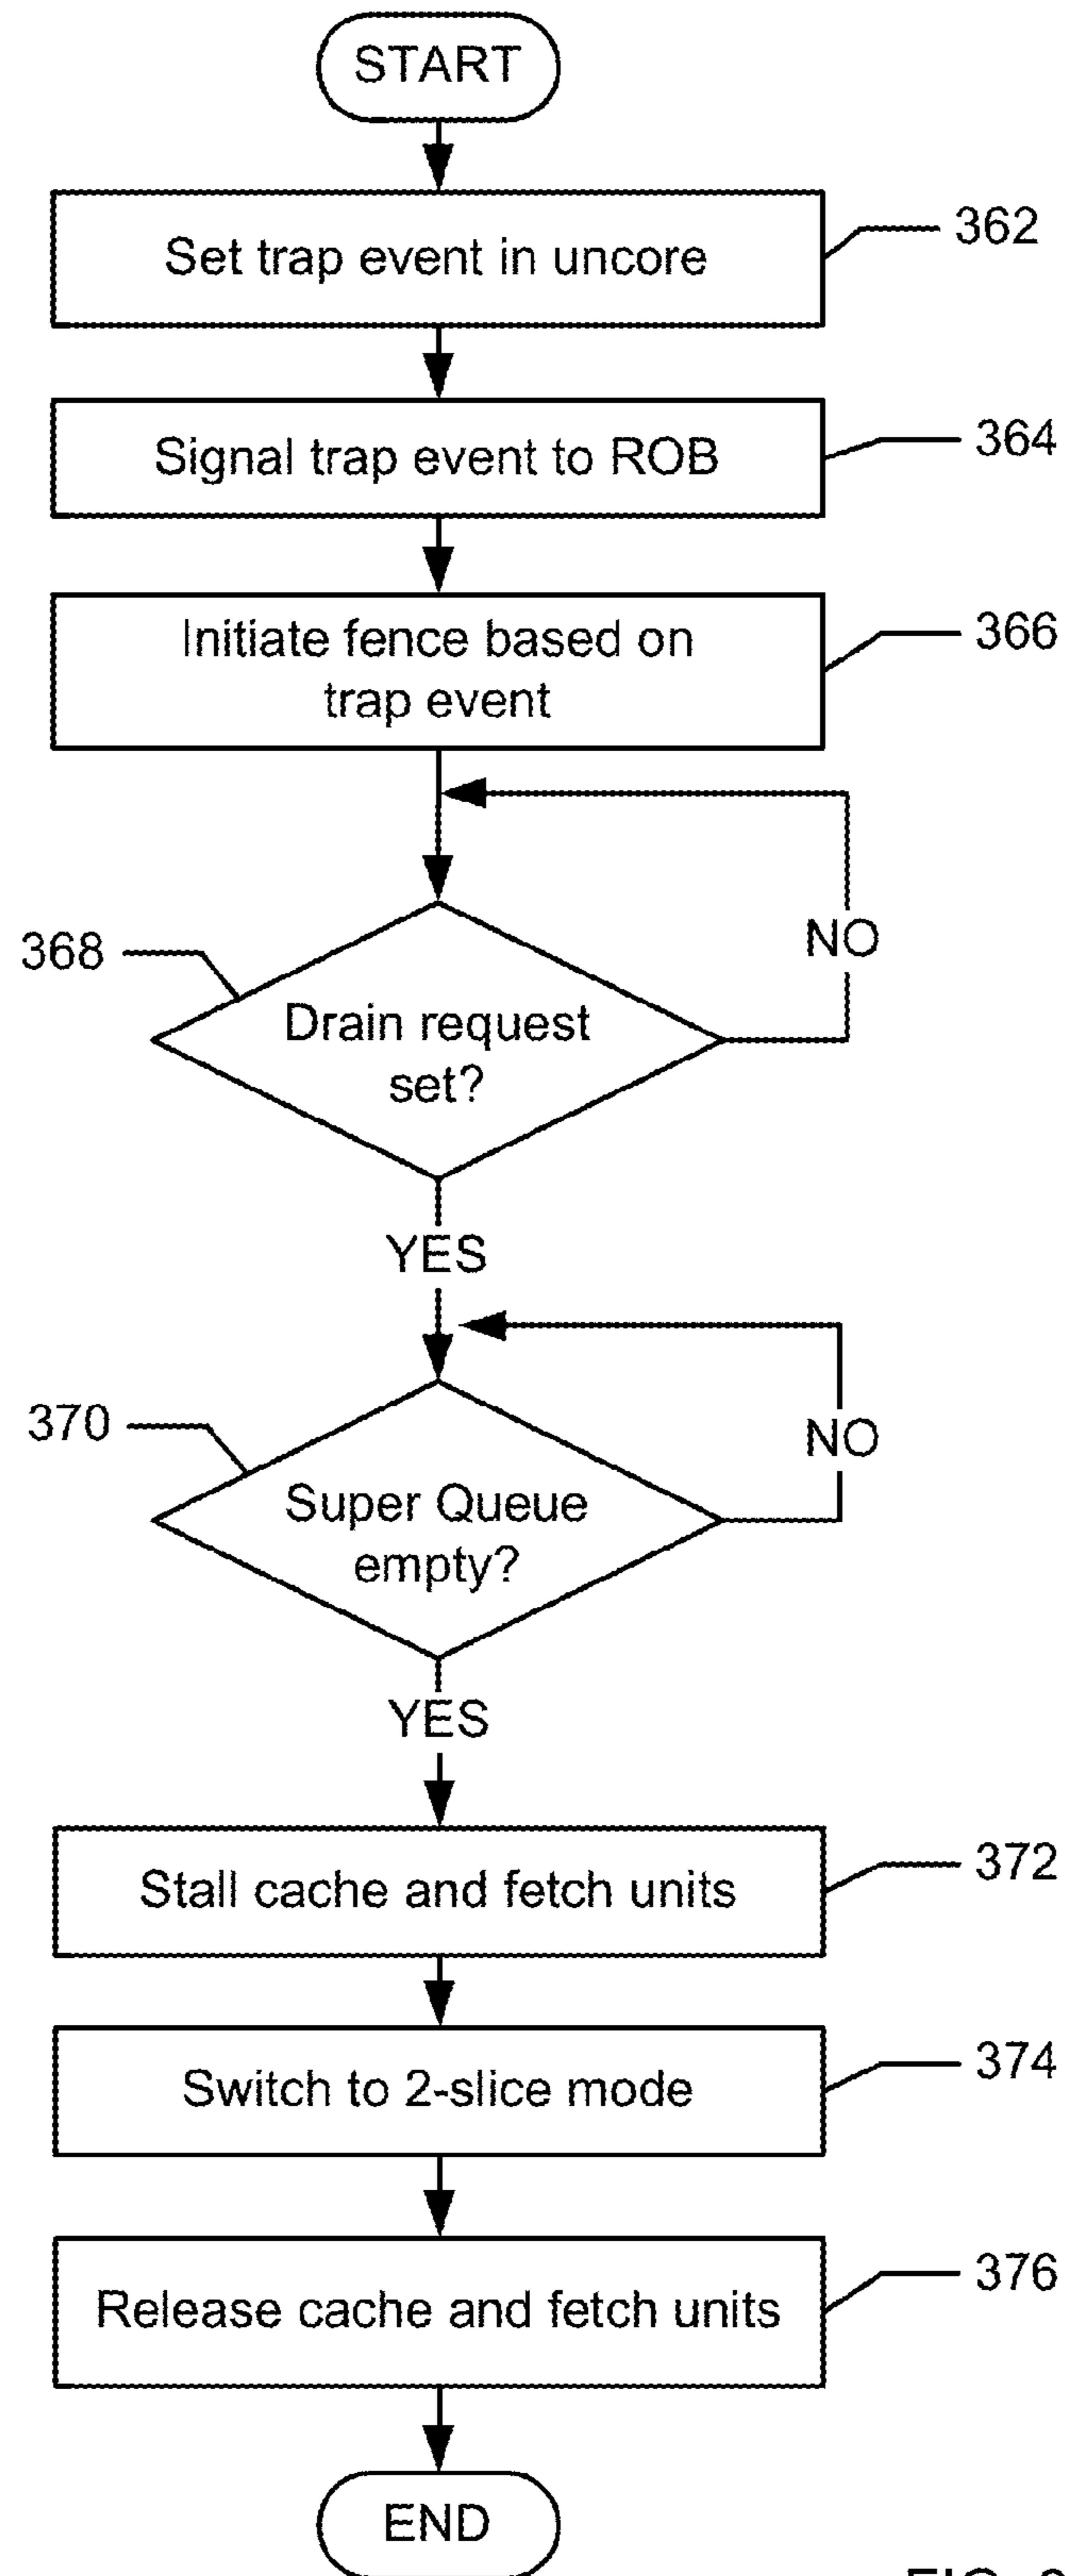 START
Set trap event in uncore
362
Signal trap event to ROB
364
Initiate fence based on
trap event
366
368
Drain request
set?
NO
YES
370
Super Queue
empty?
NO
YES
Stall cache and fetch units
372
Switch to 2-slice mode
374
Release cache and fetch units
376
END